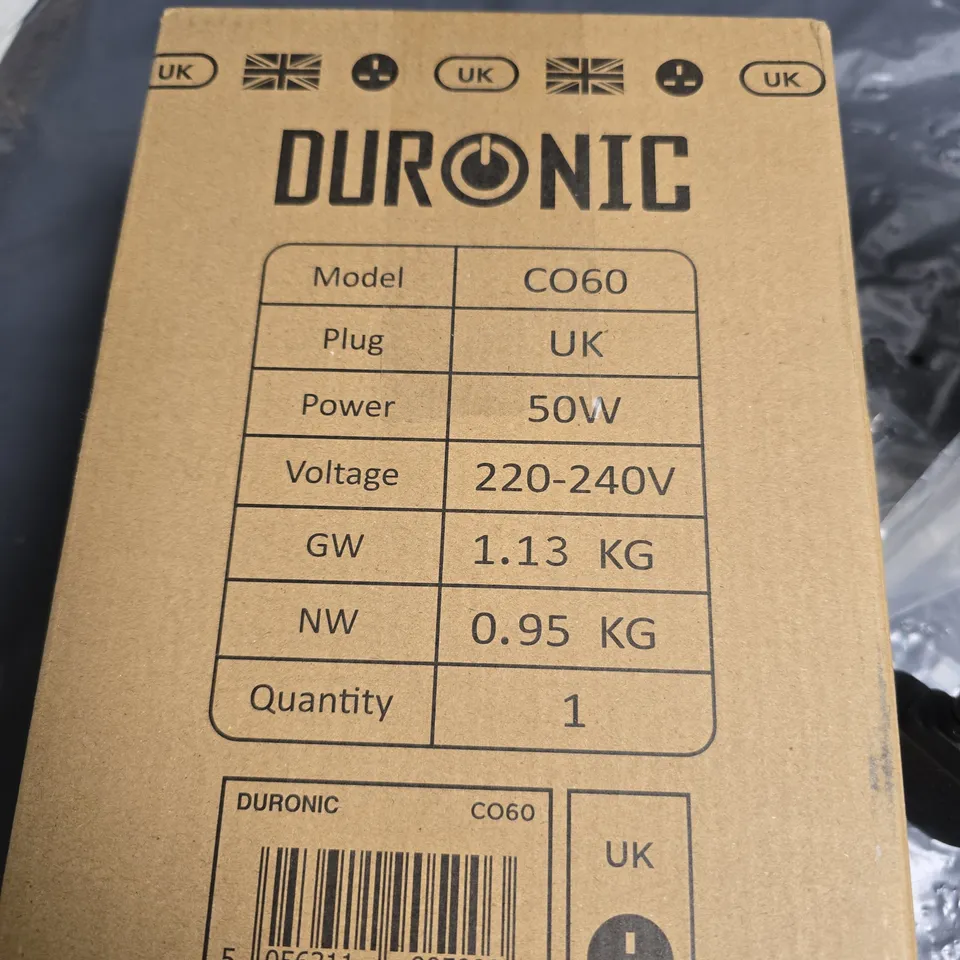 UK UK UK
DURONIC
Model CO60
Plug UK
Power 50W
Voltage 220-240V
GW 1.13 KG
NW 0.95 KG
Quantity 1
DURONIC CO60
UK